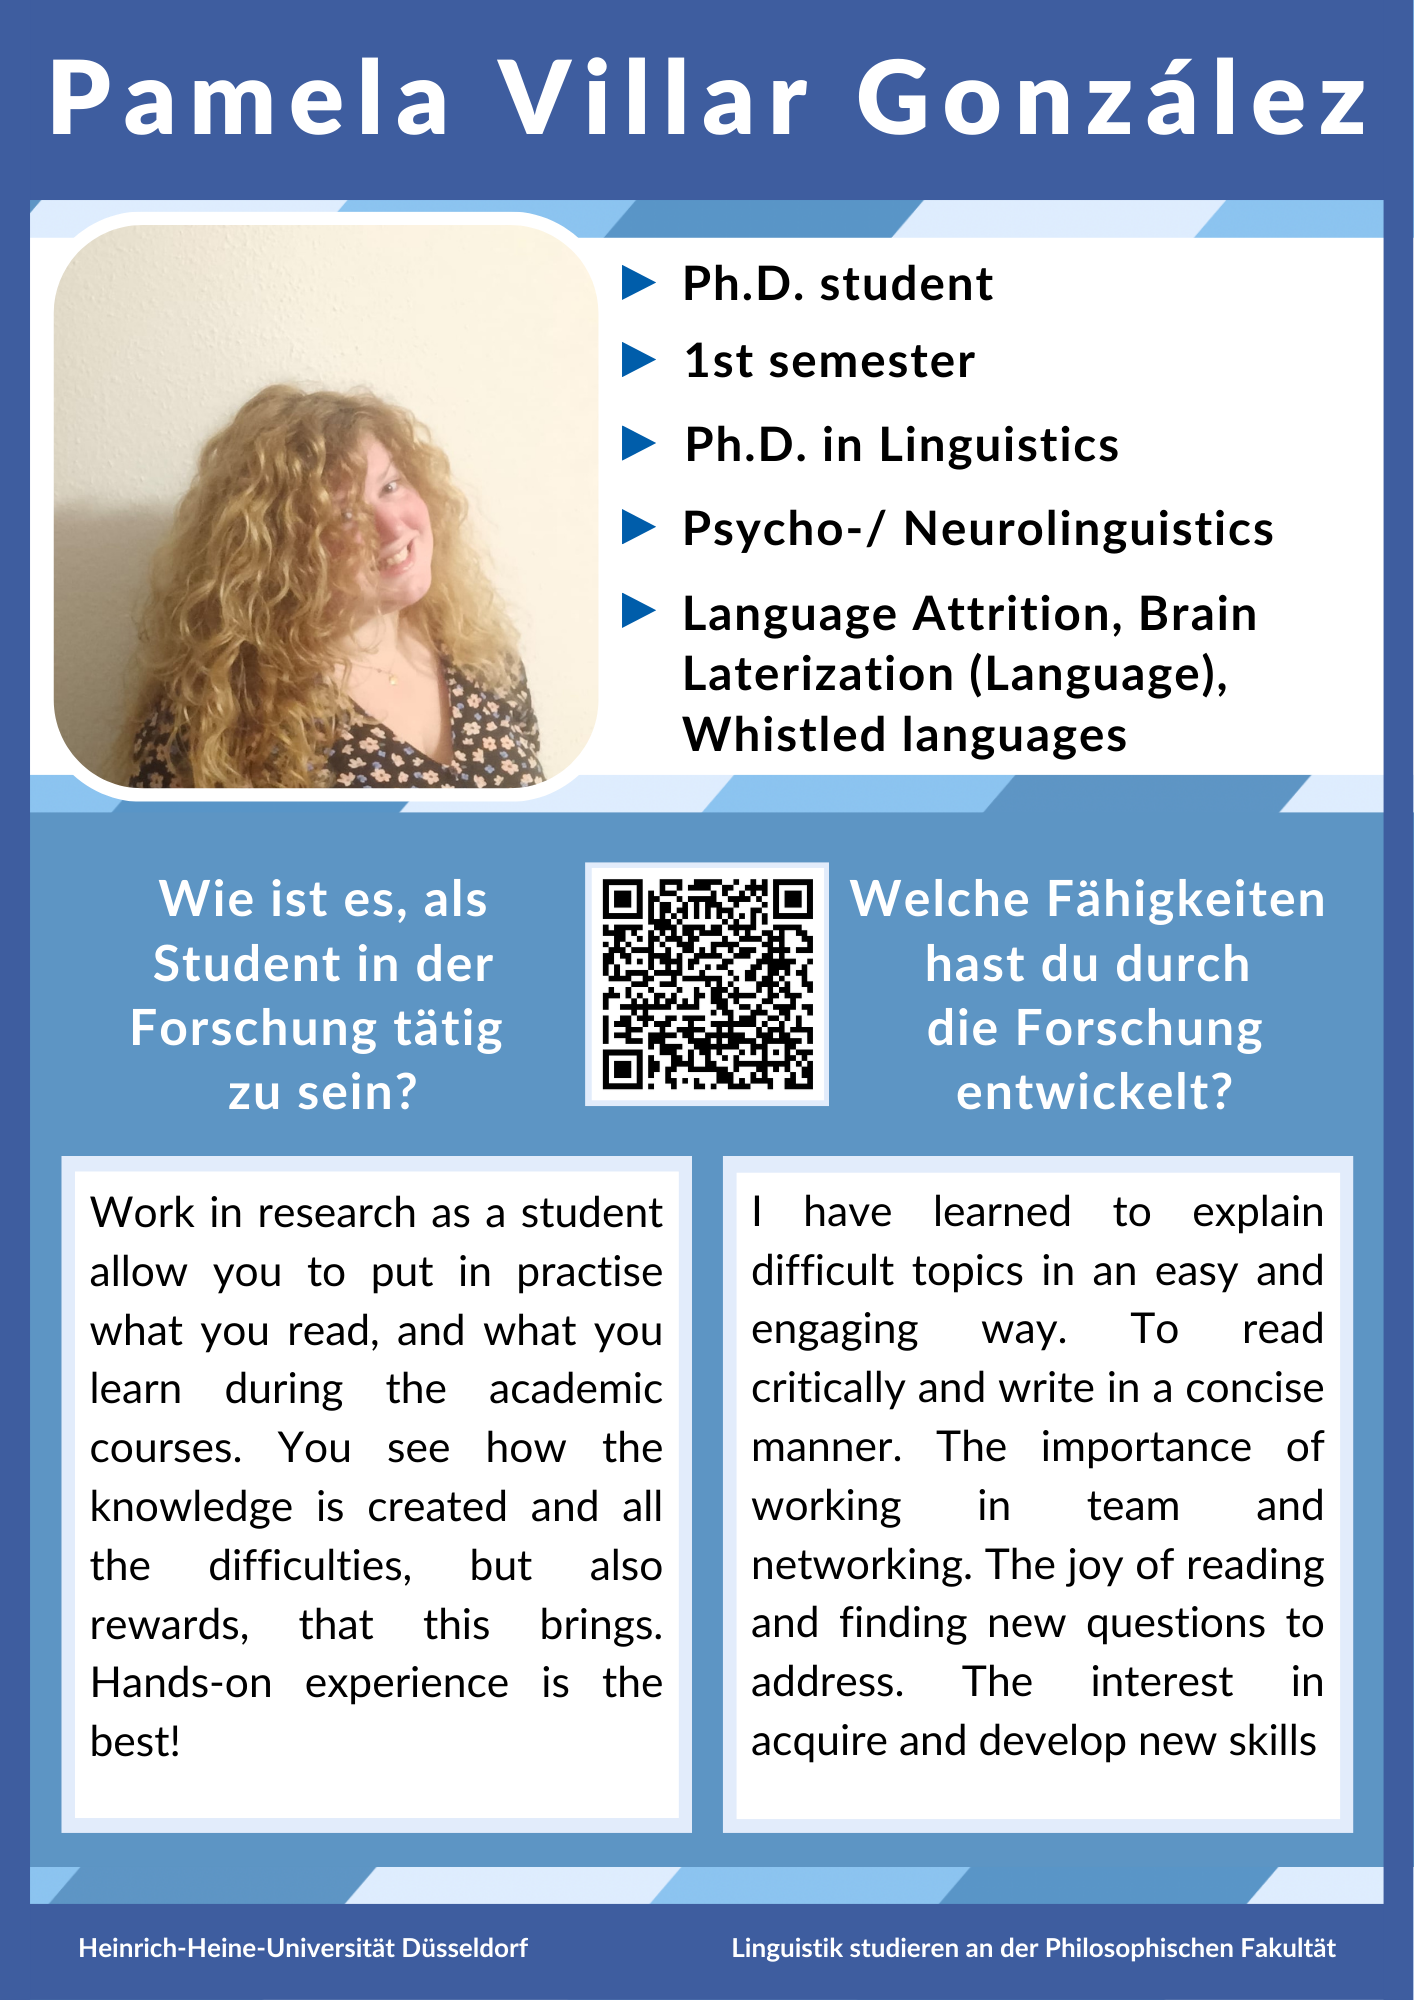 Pamela Villar González
Ph.D. student
1st semester
Ph.D. in Linguistics
Psycho-/ Neurolinguistics
Language Attrition, Brain
Laterization (Language),
Whistled languages
Wie ist es, als
Student in der
Forschung tätig
zu sein?
Welche Fähigkeiten
hast du durch
die Forschung
entwickelt?
Work in research as a student
allow you to put in practise
what you read, and what you
learn during the academic
courses. You see how the
knowledge is created and all
the difficulties, but also
rewards, that this brings.
Hands-on experience is the
best!
I have learned to explain
difficult topics in an easy and
engaging way. To read
critically and write in a concise
manner. The importance of
working in team and
networking. The joy of reading
and finding new questions to
address. The interest in
acquire and develop new skills
Heinrich-Heine-Universität Düsseldorf
Linguistik studieren an der Philosophischen Fakultät